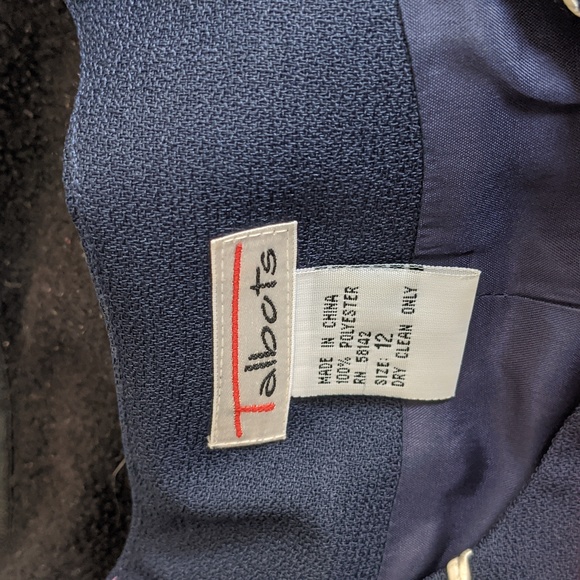 Talbots
MADE IN CHINA
100% POLYESTER
RN 58142
SIZE: 12
DRY CLEAN ONLY